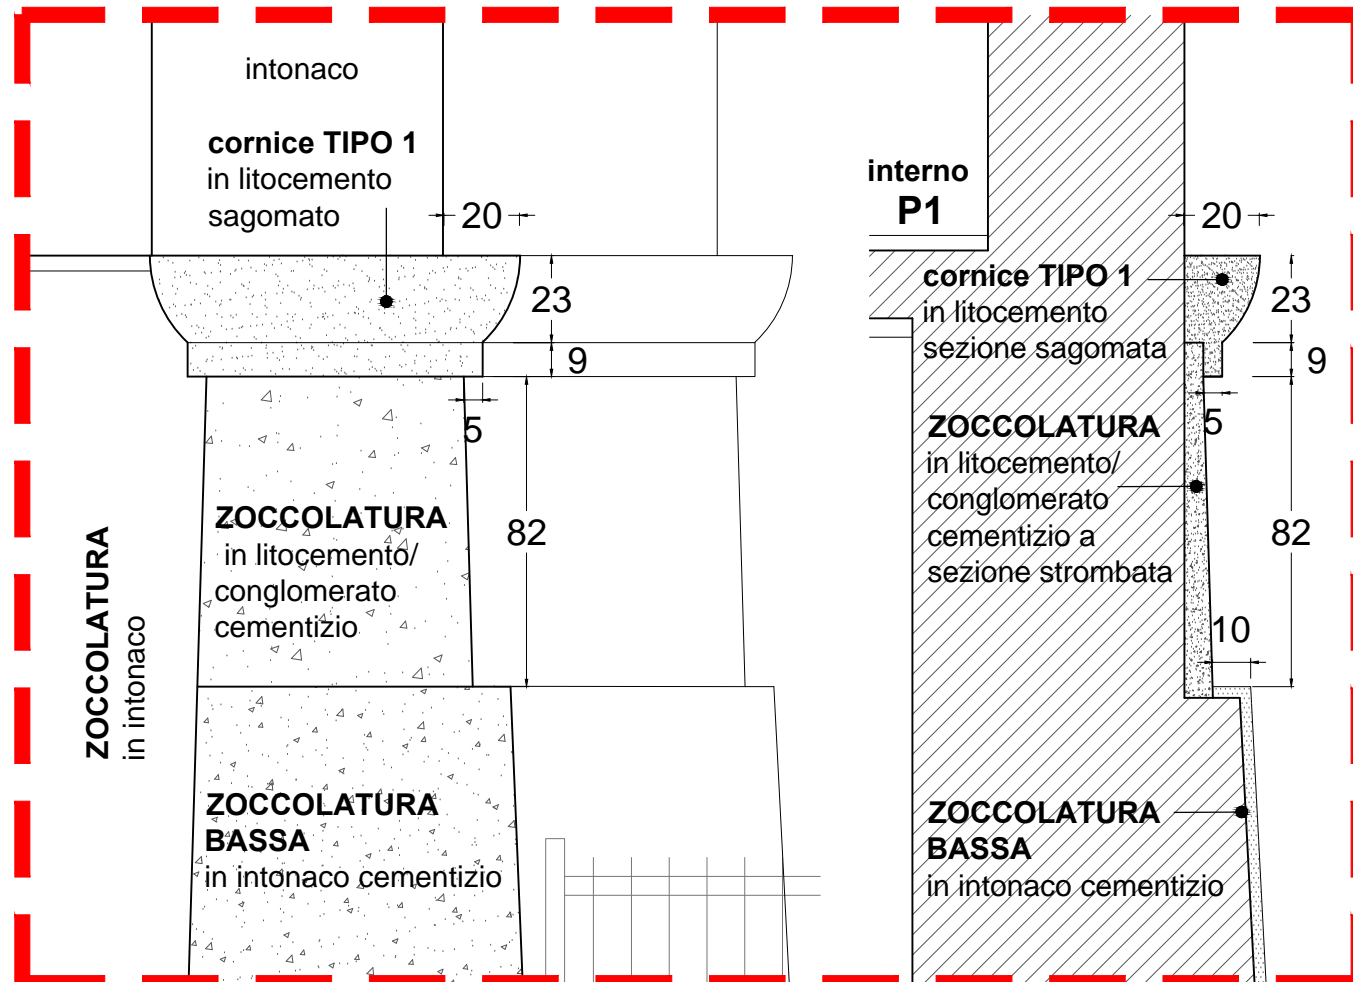 intonaco
cornice TIPO 1
in litocemento
sagomato
20
23
9
5
ZOCCOLATURA
in litocemento/
conglomerato
cementizio
82
ZOCCOLATURA
in intonaco
ZOCCOLATURA
BASSA
in intonaco cementizio
interno
P1
20
cornice TIPO 1
in litocemento
sezione sagomata
23
9
5
ZOCCOLATURA
in litocemento/
conglomerato
cementizio a
sezione strombata
82
10
ZOCCOLATURA
BASSA
in intonaco cementizio